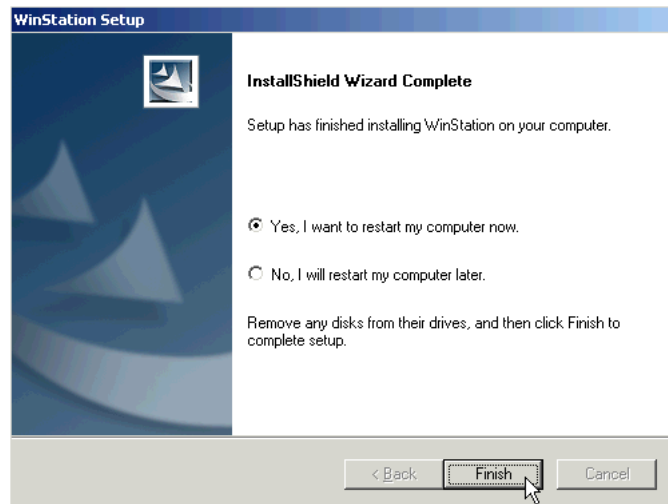 WinStation Setup
InstallShield Wizard Complete
Setup has finished installing WinStation on your computer.
Yes, I want to restart my computer now.
No, I will restart my computer later.
Remove any disks from their drives, and then click Finish to
complete setup.
< Back
Finish
Cancel